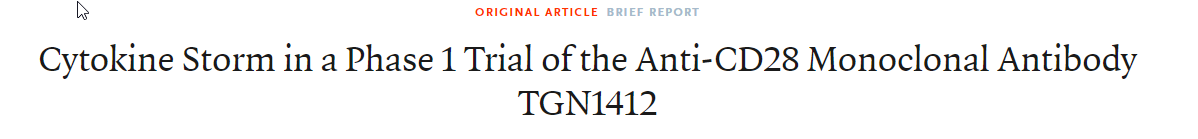 ORIGINAL ARTICLE BRIEF REPORT
Cytokine Storm in a Phase 1 Trial of the Anti-CD28 Monoclonal Antibody
TGN1412